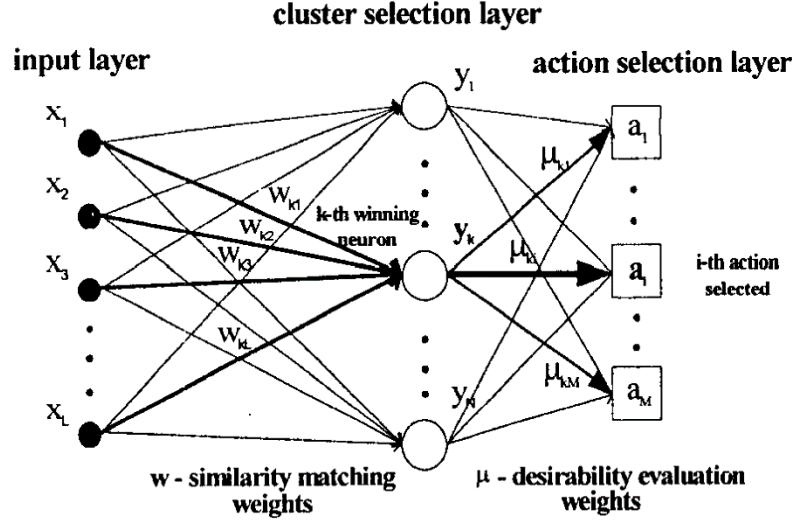 cluster selection layer
input layer
action selection layer
x1
x2
x3
xL
wk1
wk2
wk3
wkL
k-th winning
neuron
y1
yk
yN
μk1
μki
μkM
a1
ai
aM
i-th action
selected
w - similarity matching
weights
μ - desirability evaluation
weights